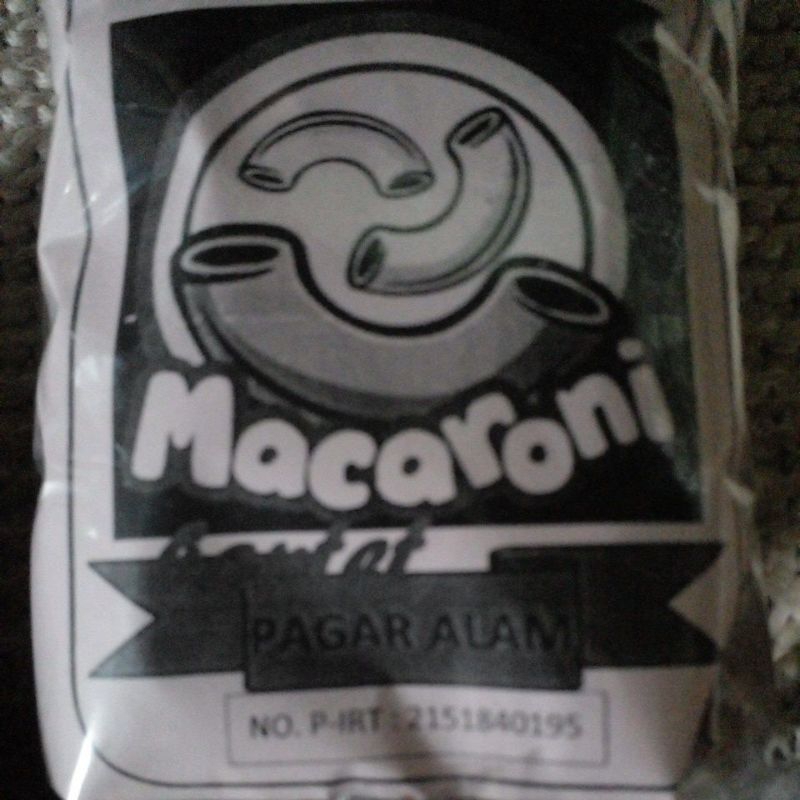 Macaroni
PAGAR ALAM
NO. P-IRT : 2151840195